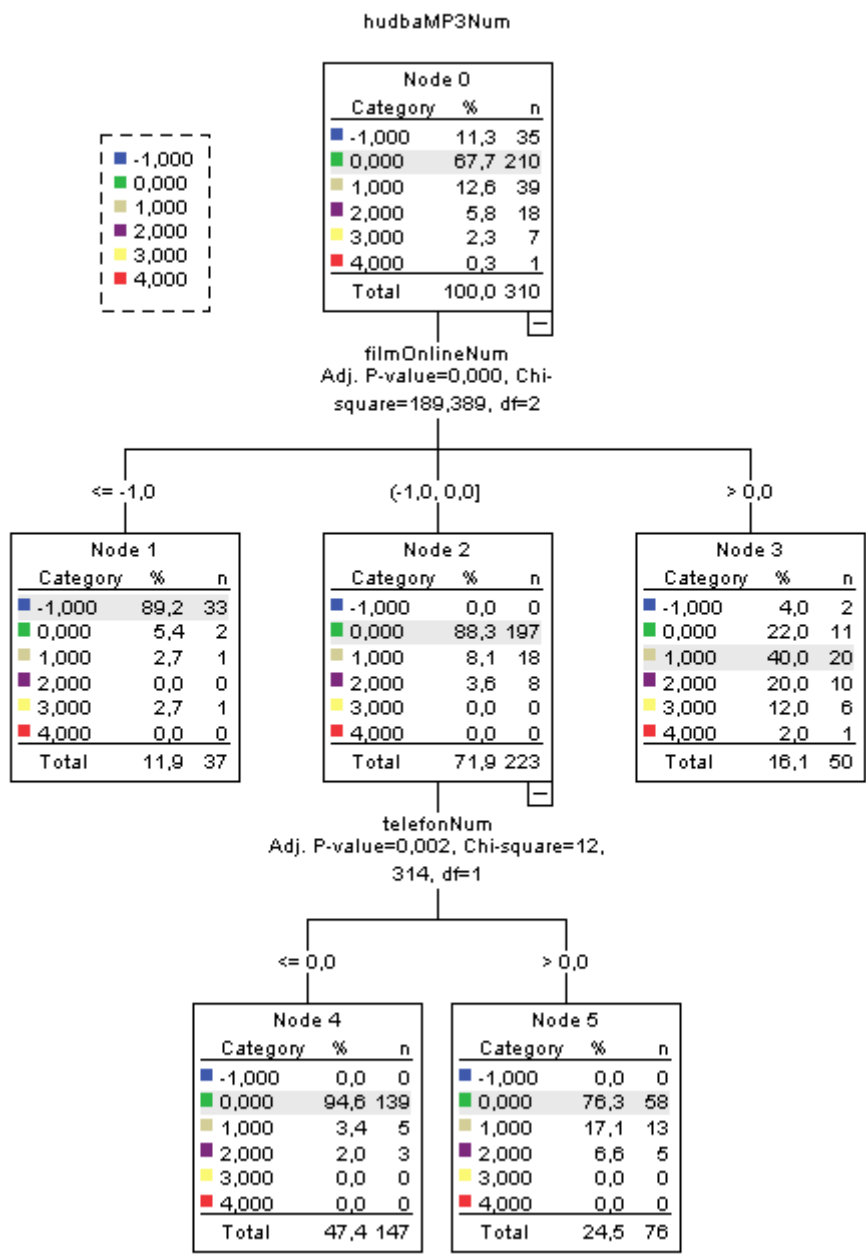 hudbaMP3Num
Node 0
Category % n
-1,000 11,3 35
0,000 67,7 210
1,000 12,6 39
2,000 5,8 18
3,000 2,3 7
4,000 0,3 1
Total 100,0 310
-1,000
0,000
1,000
2,000
3,000
4,000
filmOnlineNum
Adj. P-value=0,000, Chi-
square=189,389, df=2
<= -1,0
(-1,0, 0,0]
> 0,0
Node 1
Category % n
-1,000 89,2 33
0,000 5,4 2
1,000 2,7 1
2,000 0,0 0
3,000 2,7 1
4,000 0,0 0
Total 11,9 37
Node 2
Category % n
-1,000 0,0 0
0,000 88,3 197
1,000 8,1 18
2,000 3,6 8
3,000 0,0 0
4,000 0,0 0
Total 71,9 223
Node 3
Category % n
-1,000 4,0 2
0,000 22,0 11
1,000 40,0 20
2,000 20,0 10
3,000 12,0 6
4,000 2,0 1
Total 16,1 50
telefonNum
Adj. P-value=0,002, Chi-square=12,
314, df=1
<= 0,0
> 0,0
Node 4
Category % n
-1,000 0,0 0
0,000 94,6 139
1,000 3,4 5
2,000 2,0 3
3,000 0,0 0
4,000 0,0 0
Total 47,4 147
Node 5
Category % n
-1,000 0,0 0
0,000 76,3 58
1,000 17,1 13
2,000 6,6 5
3,000 0,0 0
4,000 0,0 0
Total 24,5 76